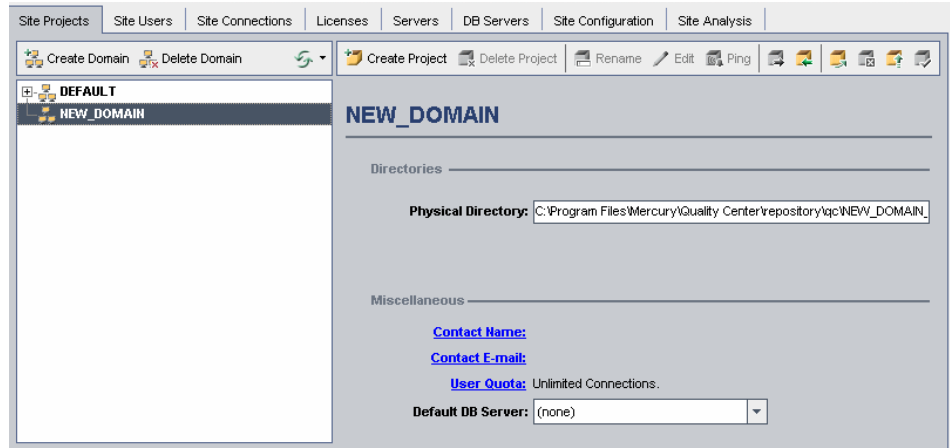 Site Projects Site Users Site Connections Licenses Servers DB Servers Site Configuration Site Analysis
Create Domain Delete Domain Create Project Delete Project Rename Edit Ping
DEFAULT
NEW_DOMAIN
NEW_DOMAIN
Directories
Physical Directory: C:\Program Files\Mercury\Quality Center\repository\qc\NEW_DOMAIN_
Miscellaneous
Contact Name:
Contact E-mail:
User Quota: Unlimited Connections.
Default DB Server: (none)